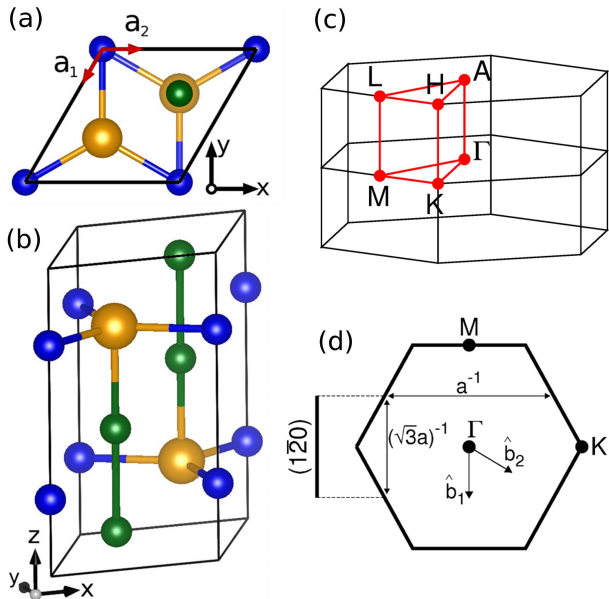 (a)
a₂
a₁
y
x
(b)
z
y
x
(c)
L
H
A
Γ
M
K
(d)
M
a⁻¹
(√3a)⁻¹
Γ
K
b̂₂
b̂₁
(12̄0)